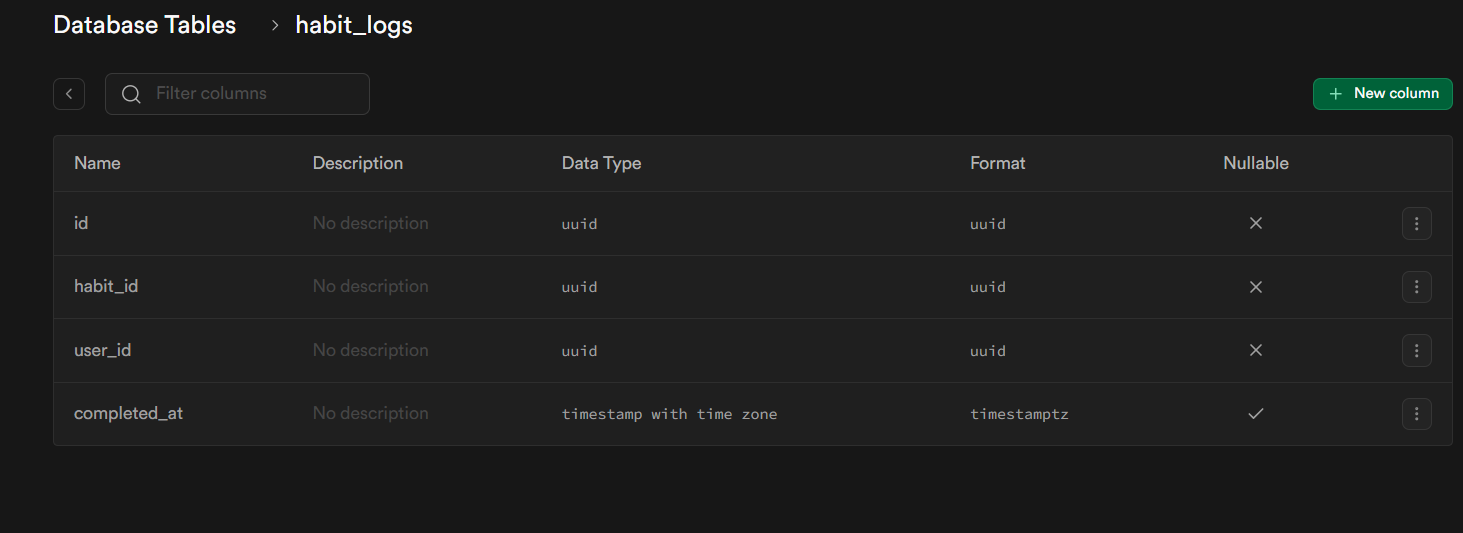 Database Tables > habit_logs
Filter columns
New column
Name Description Data Type Format Nullable
id No description uuid uuid
habit_id No description uuid uuid
user_id No description uuid uuid
completed_at No description timestamp with time zone timestamptz